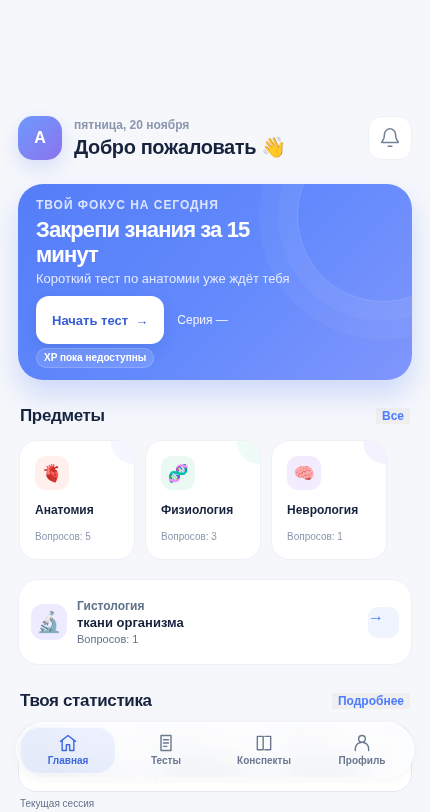 A
пятница, 20 ноября
Добро пожаловать 👋
ТВОЙ ФОКУС НА СЕГОДНЯ
Закрепи знания за 15
минут
Короткий тест по анатомии уже ждёт тебя
Начать тест →
Серия —
XP пока недоступны
Предметы
Все
Анатомия
Вопросов: 5
Физиология
Вопросов: 3
Неврология
Вопросов: 1
Гистология
ткани организма
Вопросов: 1
→
Твоя статистика
Подробнее
Главная
Тесты
Конспекты
Профиль
Текущая сессия